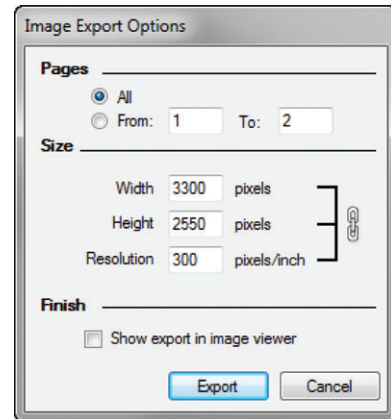 Image Export Options
Pages
All
From: 1 To: 2
Size
Width 3300 pixels
Height 2550 pixels
Resolution 300 pixels/inch
Finish
Show export in image viewer
Export Cancel